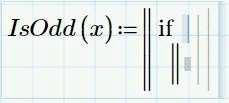 IsOdd(x):=‖ if